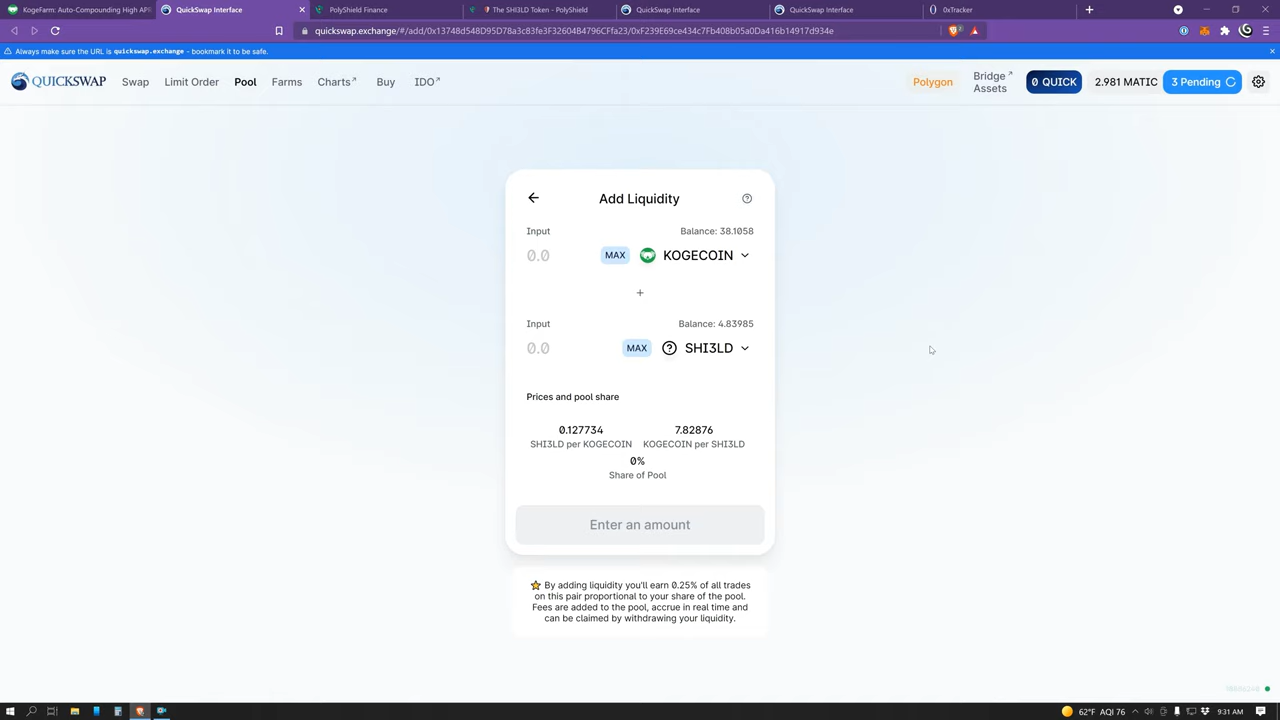 KogeFarm: Auto-Compounding High APR
QuickSwap Interface
PolyShield Finance
The SHI3LD Token - PolyShield
QuickSwap Interface
QuickSwap Interface
0xTracker
quickswap.exchange/#/add/0x13748d548D95D78a3c83fe3F32604B4796CFfa23/0xF239E69ce434c7Fb408b05a0Da416b14917d934e
Always make sure the URL is quickswap.exchange - bookmark it to be safe.
QUICKSWAP
Swap
Limit Order
Pool
Farms
Charts↗
Buy
IDO↗
Polygon
Bridge↗
Assets
0 QUICK
2.981 MATIC
3 Pending
Add Liquidity
Input
Balance: 38.1058
0.0
MAX
KOGECOIN
+
Input
Balance: 4.83985
0.0
MAX
SHI3LD
Prices and pool share
0.127734
7.82876
SHI3LD per KOGECOIN
KOGECOIN per SHI3LD
0%
Share of Pool
Enter an amount
⭐ By adding liquidity you'll earn 0.25% of all trades
on this pair proportional to your share of the pool.
Fees are added to the pool, accrue in real time and
can be claimed by withdrawing your liquidity.
62°F AQI 76
9:31 AM